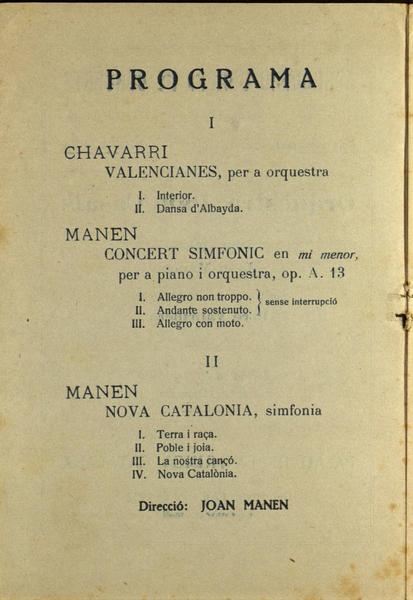 PROGRAMA
I
CHAVARRI
VALENCIANES, per a orquestra
I. Interior.
II. Dansa d'Albayda.
MANEN
CONCERT SIMFONIC en mi menor,
per a piano i orquestra, op. A. 13
I. Allegro non troppo.
II. Andante sostenuto. } sense interrupció
III. Allegro con moto.
II
MANEN
NOVA CATALONIA, simfonia
I. Terra i raça.
II. Poble i joia.
III. La nostra cançó.
IV. Nova Catalònia.
Direcció: JOAN MANEN